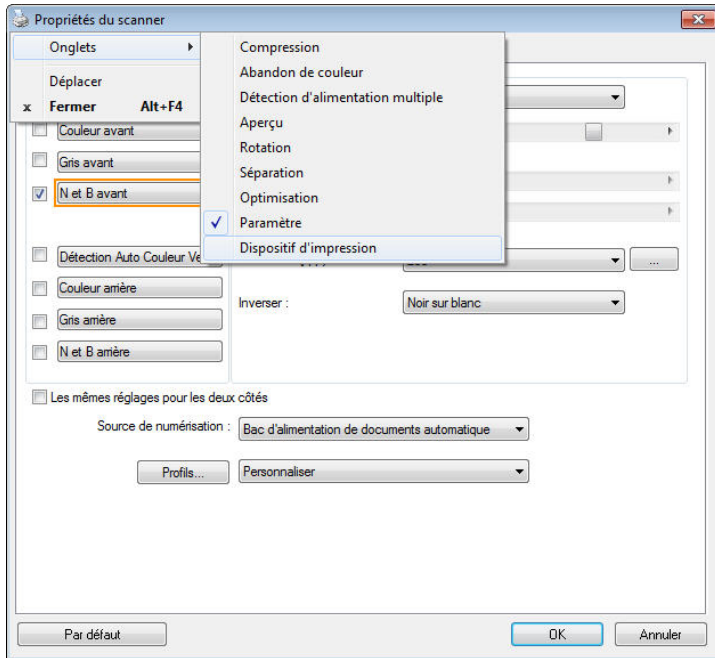 Propriétés du scanner
Onglets
Déplacer
x Fermer Alt+F4
Compression
Abandon de couleur
Détection d'alimentation multiple
Aperçu
Rotation
Séparation
Optimisation
Paramètre
Dispositif d'impression
Couleur avant
Gris avant
N et B avant
Détection Auto Couleur Ve
Couleur arrière
Gris arrière
N et B arrière
...
Inverser : Noir sur blanc
Les mêmes réglages pour les deux côtés
Source de numérisation : Bac d'alimentation de documents automatique
Profils... Personnaliser
Par défaut OK Annuler